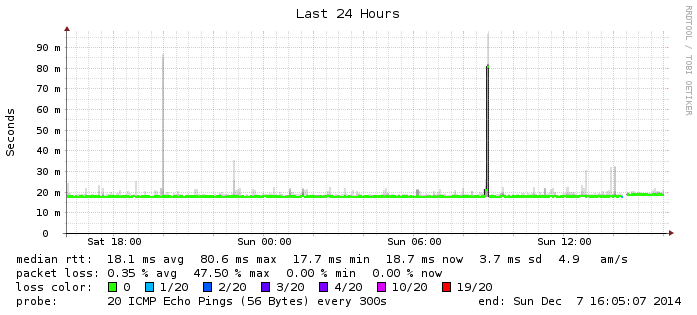 Last 24 Hours
RRDTOOL / TOBI OETIKER
Seconds
90 m
80 m
70 m
60 m
50 m
40 m
30 m
20 m
10 m
0
Sat 18:00 Sun 00:00 Sun 06:00 Sun 12:00
median rtt: 18.1 ms avg 80.6 ms max 17.7 ms min 18.7 ms now 3.7 ms sd 4.9 am/s
packet loss: 0.35 % avg 47.50 % max 0.00 % min 0.00 % now
loss color: 0 1/20 2/20 3/20 4/20 10/20 19/20
probe: 20 ICMP Echo Pings (56 Bytes) every 300s end: Sun Dec 7 16:05:07 2014